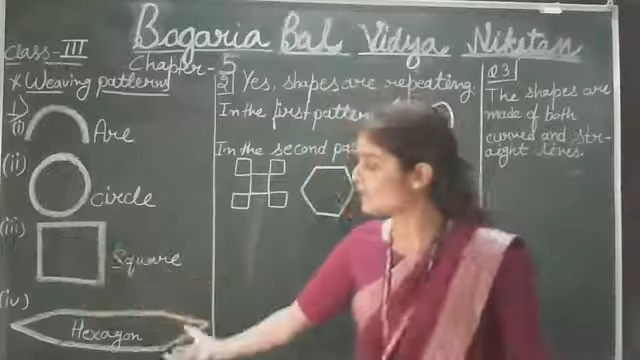 Bagaria Bal Vidya Niketan
Class-III
Chapter-5
* Weaving patterns
1)
(i) Arc
(ii) circle
(iii) Square
(iv) Hexagon
2) Yes, shapes are repeating.
In the first pattern
In the second
Q3
The shapes are
made of both
curved and str-
aight lines.